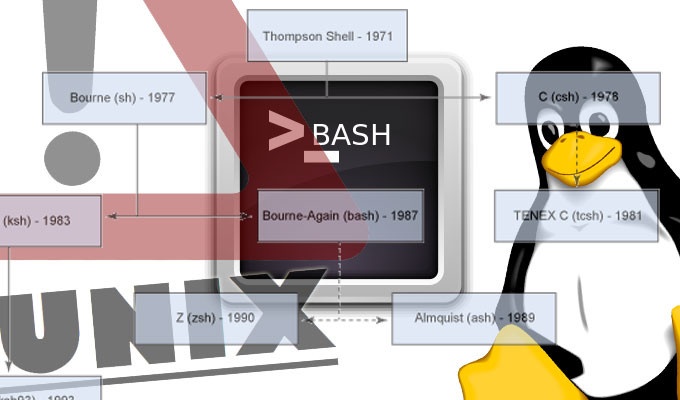 Thompson Shell - 1971
Bourne (sh) - 1977
C (csh) - 1978
>_BASH
(ksh) - 1983
Bourne-Again (bash) - 1987
TENEX C (tcsh) - 1981
UNIX
Z (zsh) - 1990
Almquist (ash) - 1989